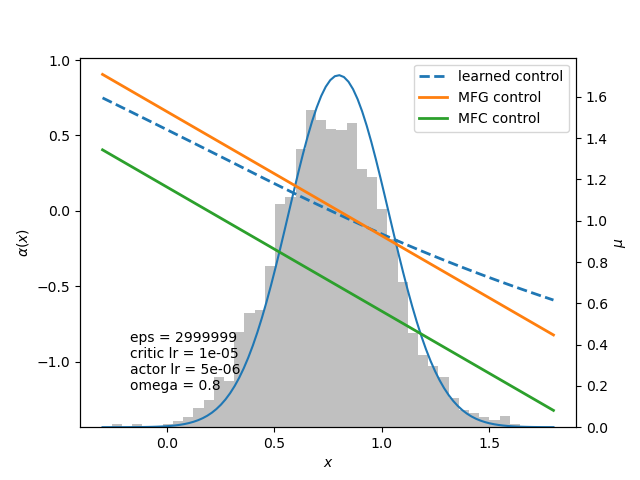 learned control
MFG control
MFC control
eps = 2999999
critic lr = 1e-05
actor lr = 5e-06
omega = 0.8
α(x)
1.0
0.5
0.0
−0.5
−1.0
μ
1.6
1.4
1.2
1.0
0.8
0.6
0.4
0.2
0.0
0.0 0.5 1.0 1.5
x